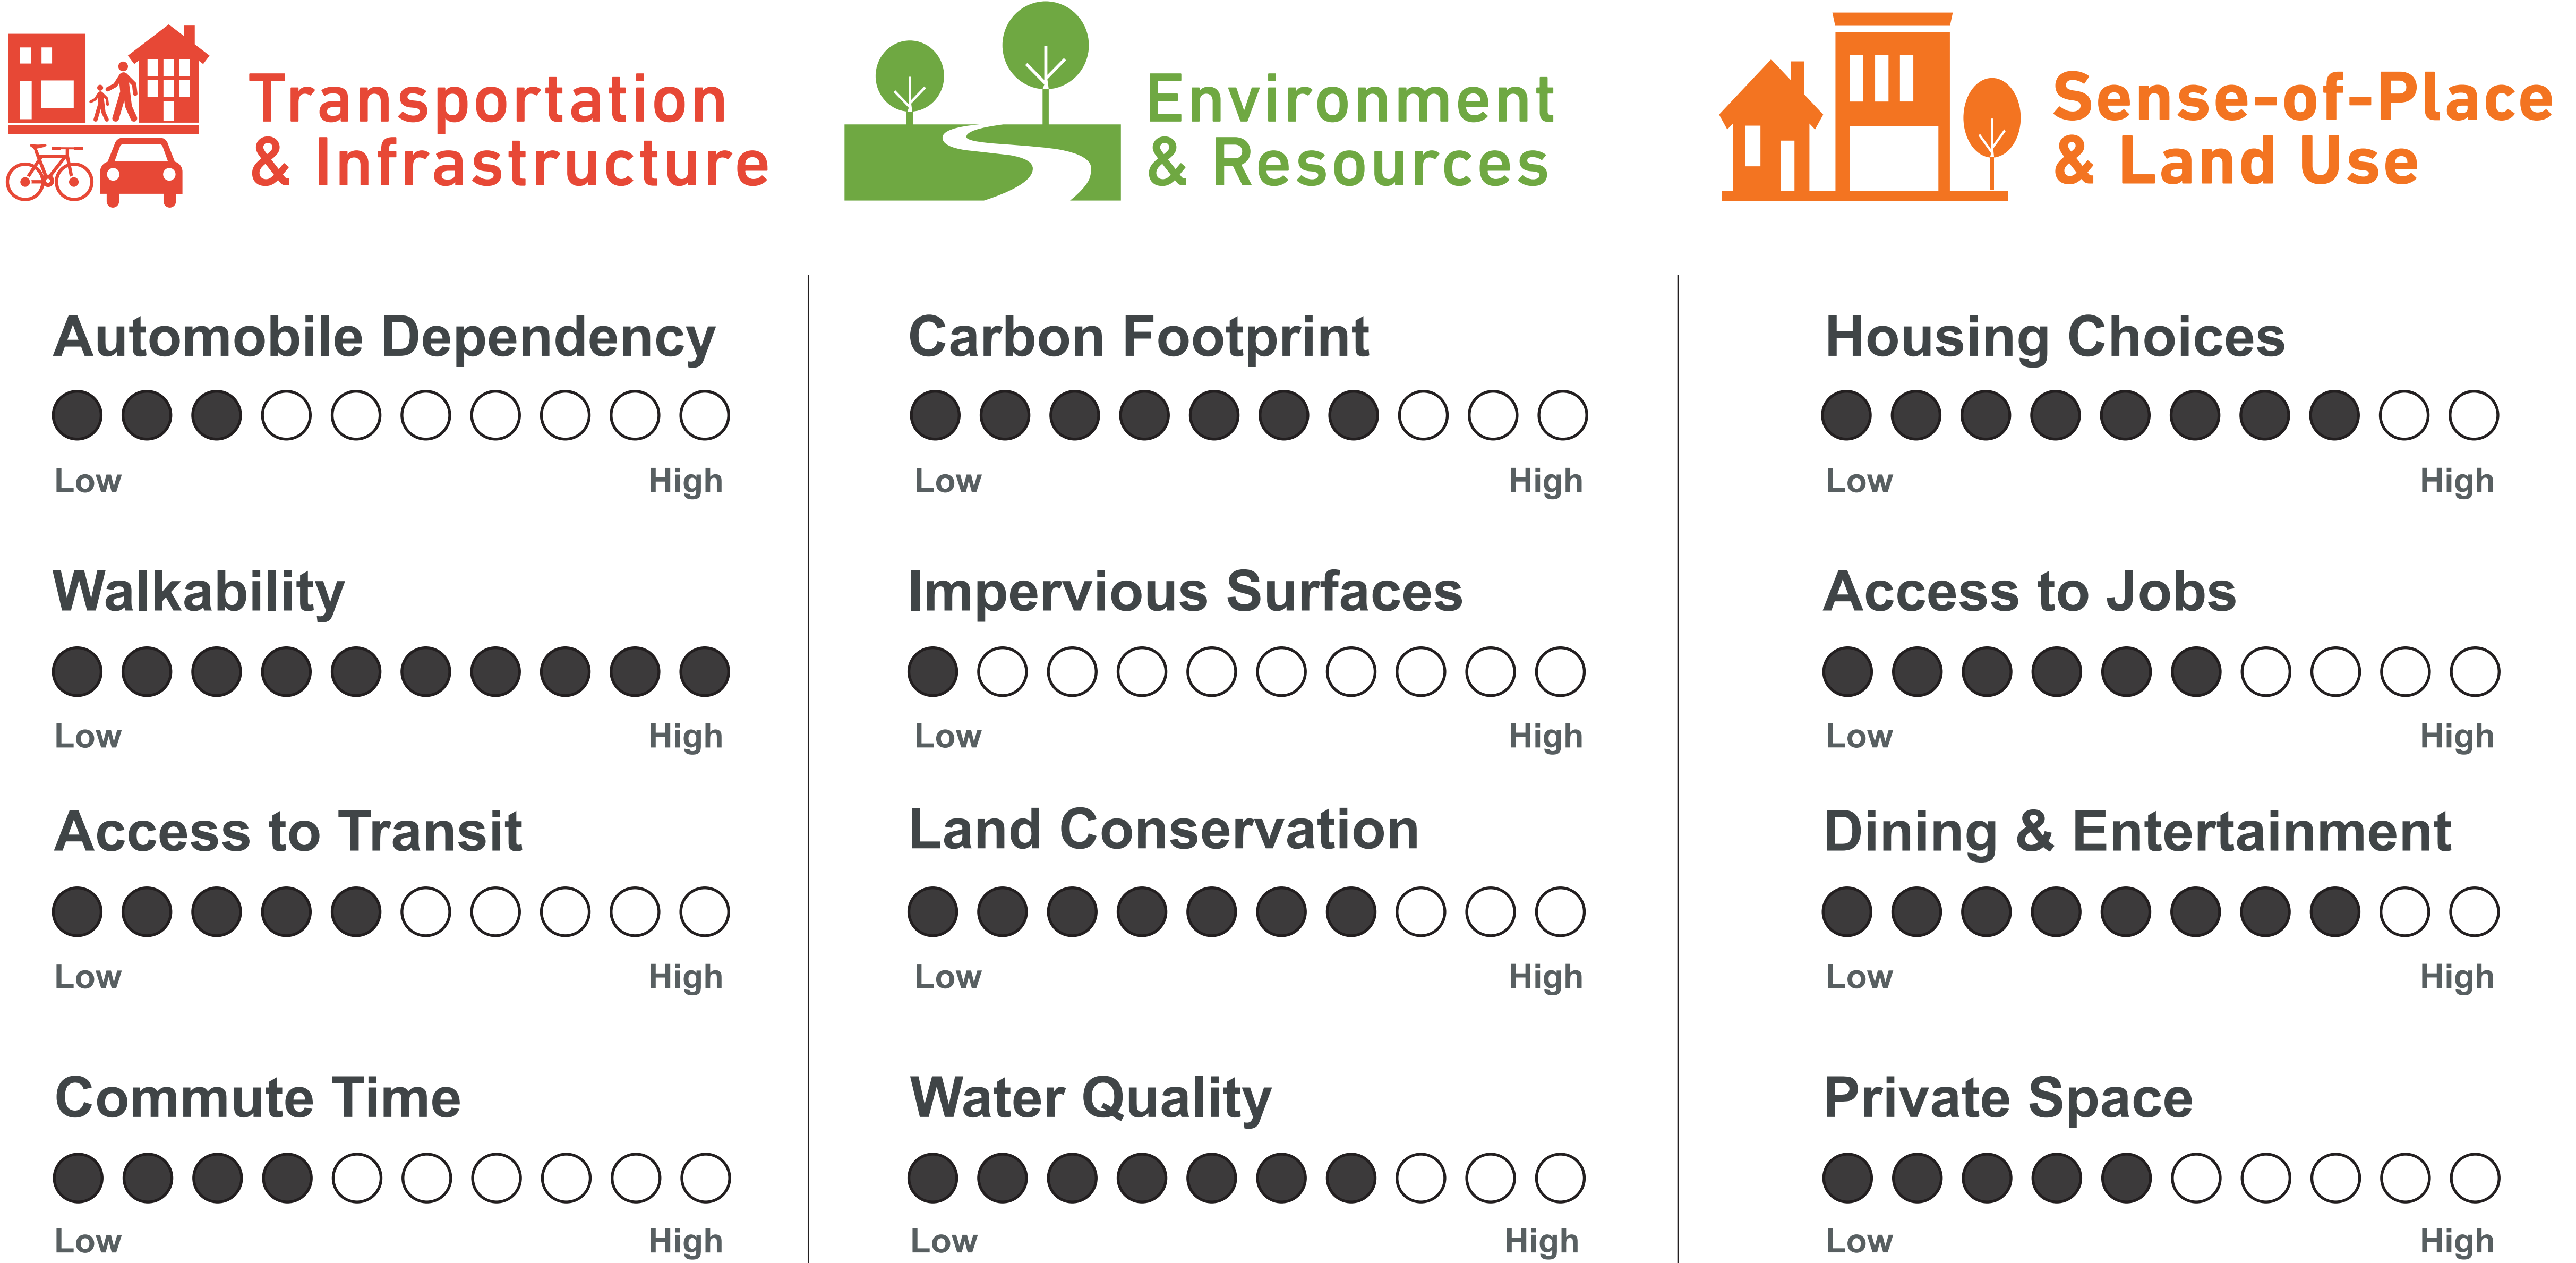 Transportation
& Infrastructure
Automobile Dependency
Low High
Walkability
Low High
Access to Transit
Low High
Commute Time
Low High
Environment
& Resources
Carbon Footprint
Low High
Impervious Surfaces
Low High
Land Conservation
Low High
Water Quality
Low High
Sense-of-Place
& Land Use
Housing Choices
Low High
Access to Jobs
Low High
Dining & Entertainment
Low High
Private Space
Low High